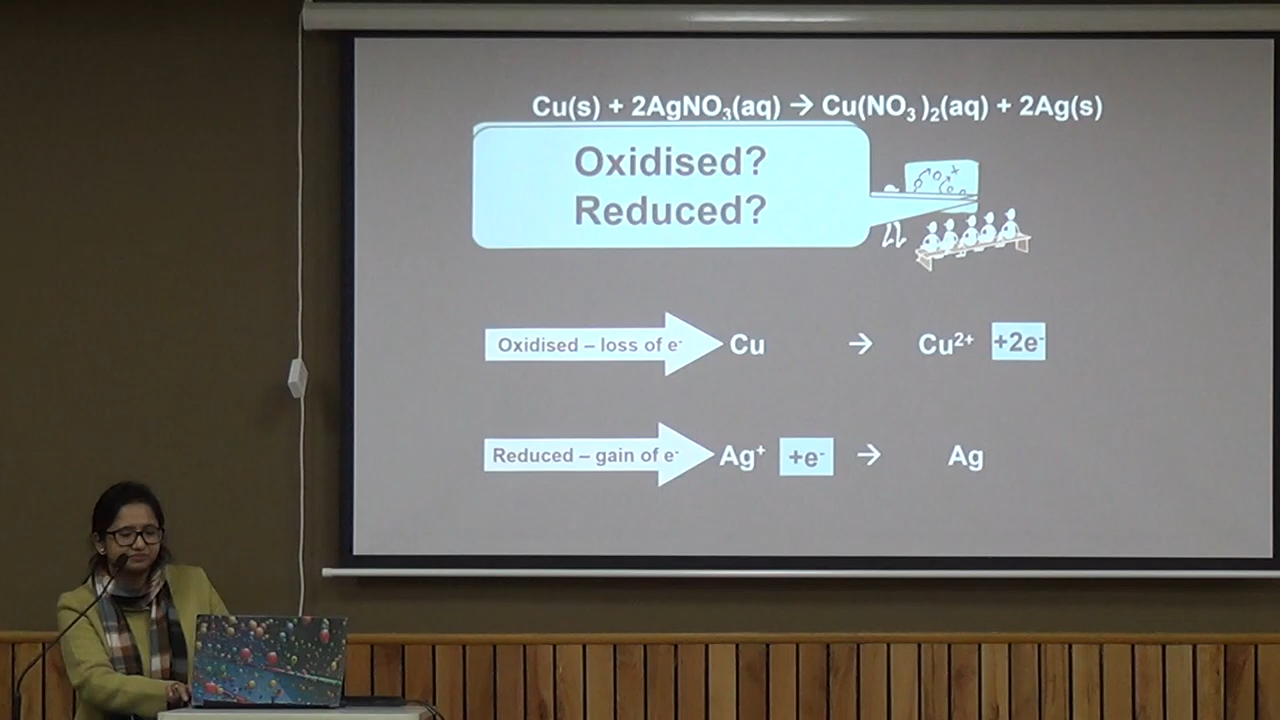 Cu(s) + 2AgNO₃(aq) → Cu(NO₃)₂(aq) + 2Ag(s)
Oxidised?
Reduced?
Oxidised – loss of e⁻ Cu → Cu²⁺ +2e⁻
Reduced – gain of e⁻ Ag⁺ +e⁻ → Ag